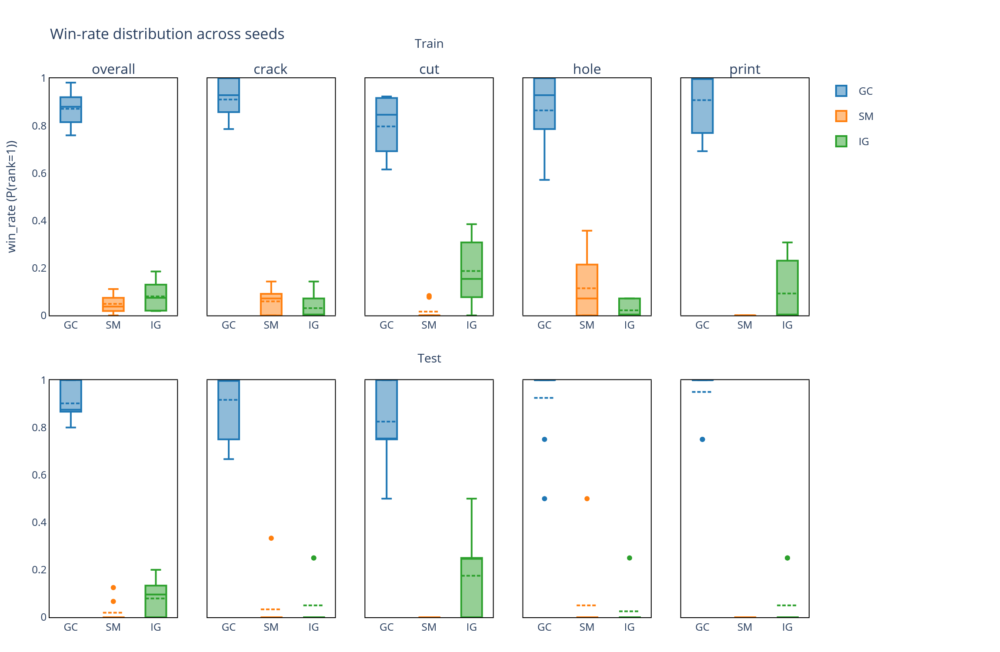 Win-rate distribution across seeds
Train
overall crack cut hole print
win_rate (P(rank=1))
1
0.8
0.6
0.4
0.2
0
GC SM IG GC SM IG GC SM IG GC SM IG GC SM IG
GC
SM
IG
Test
1
0.8
0.6
0.4
0.2
0
GC SM IG GC SM IG GC SM IG GC SM IG GC SM IG